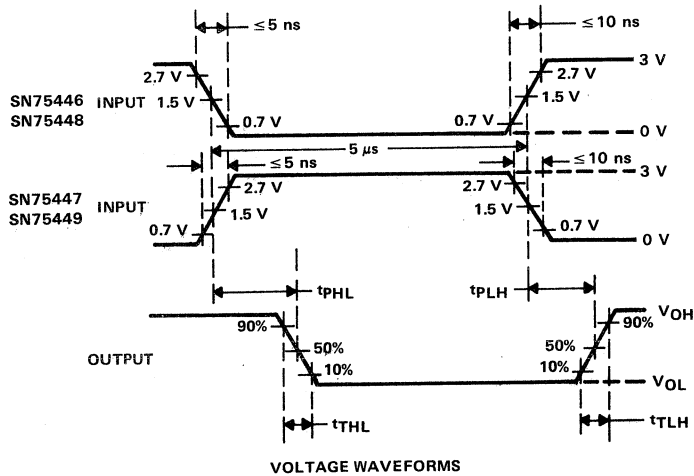 ≤5 ns
≤10 ns
3 V
2.7 V
2.7 V
SN75446
SN75448
INPUT
1.5 V
1.5 V
0.7 V
0.7 V
0 V
5 μs
≤5 ns
≤10 ns
3 V
2.7 V
2.7 V
SN75447
SN75449
INPUT
1.5 V
1.5 V
0.7 V
0.7 V
0 V
tPHL
tPLH
VOH
90%
90%
OUTPUT
50%
50%
10%
10%
VOL
tTHL
tTLH
VOLTAGE WAVEFORMS